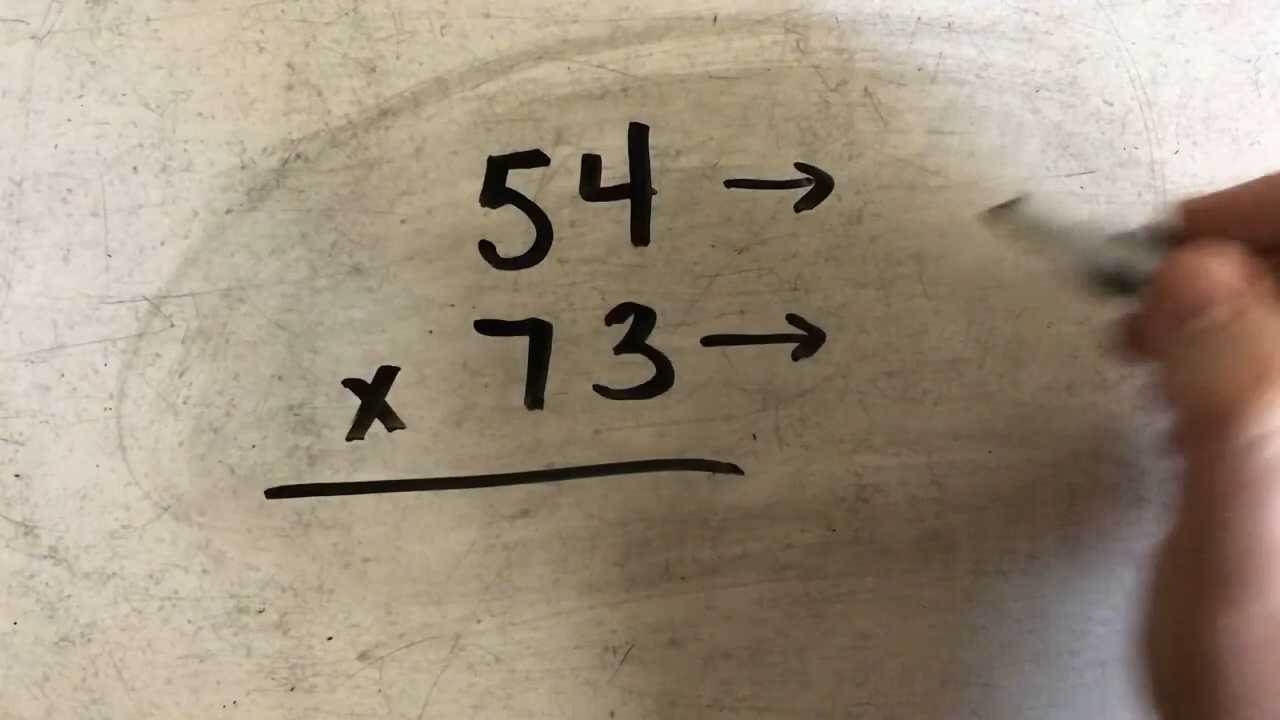 54 →
x 73 →